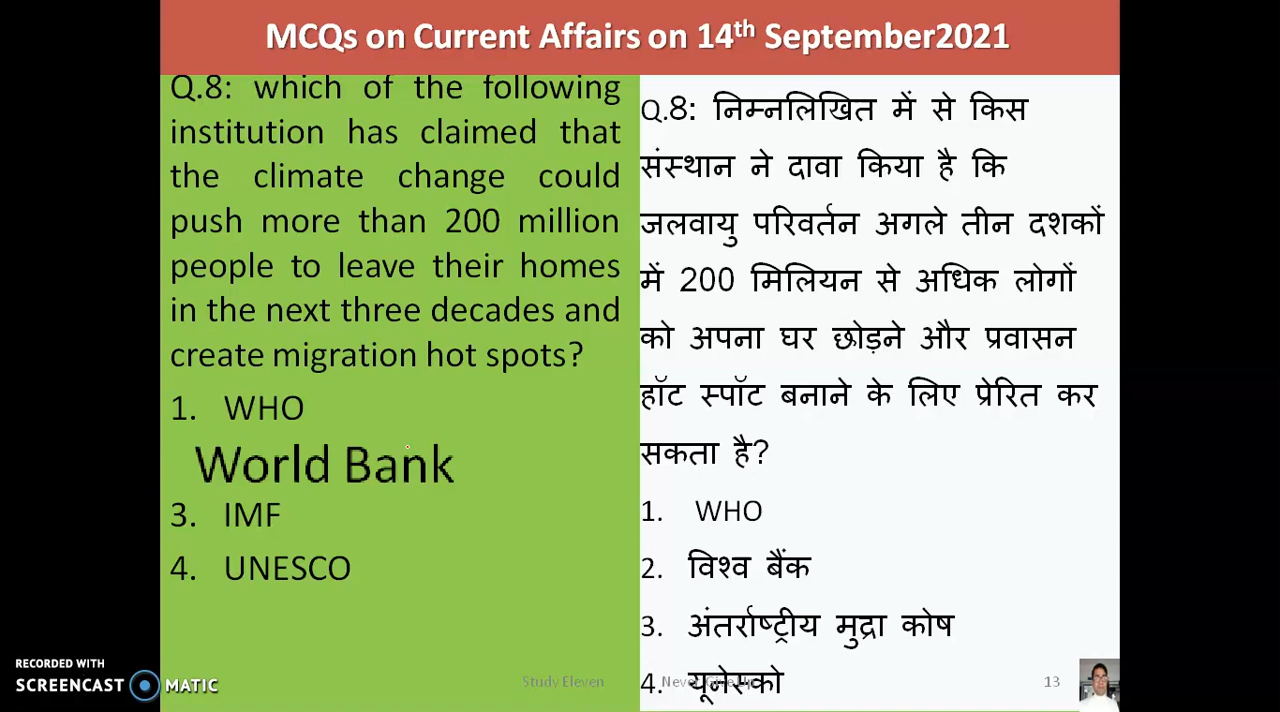 MCQs on Current Affairs on 14th September2021
Q.8: which of the following
institution has claimed that
the climate change could
push more than 200 million
people to leave their homes
in the next three decades and
create migration hot spots?
1. WHO
World Bank
3. IMF
4. UNESCO
Q.8: निम्नलिखित में से किस
संस्थान ने दावा किया है कि
जलवायु परिवर्तन अगले तीन दशकों
में 200 मिलियन से अधिक लोगों
को अपना घर छोड़ने और प्रवासन
हॉट स्पॉट बनाने के लिए प्रेरित कर
सकता है?
1. WHO
2. विश्व बैंक
3. अंतर्राष्ट्रीय मुद्रा कोष
4. यूनेस्को
RECORDED WITH
SCREENCAST MATIC
Study Eleven
Never Give Up
13